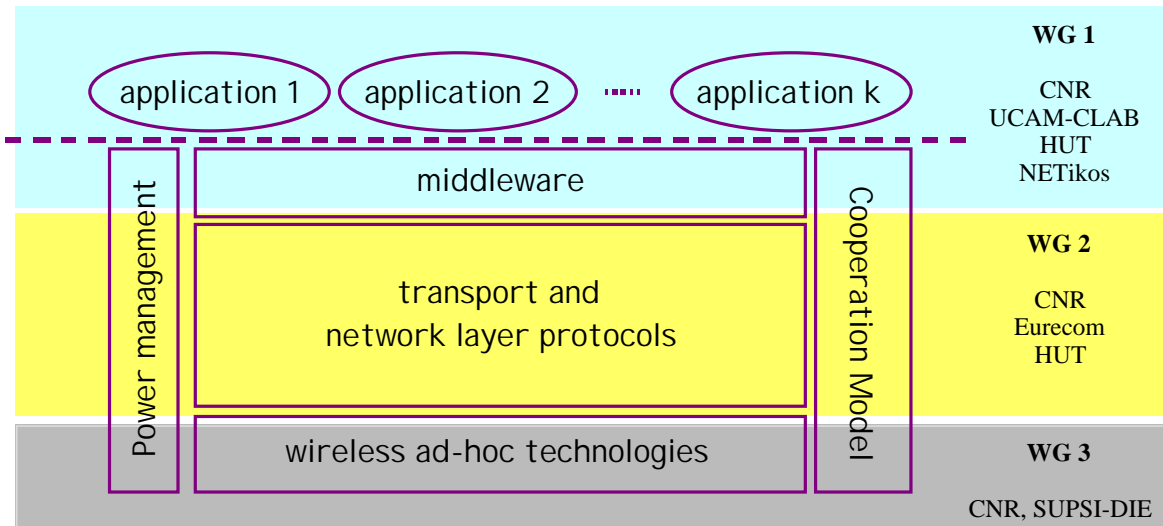 WG 1
application 1
application 2
application k
CNR
UCAM-CLAB
HUT
NETikos
middleware
Power management
Cooperation Model
WG 2
transport and
network layer protocols
CNR
Eurecom
HUT
wireless ad-hoc technologies
WG 3
CNR, SUPSI-DIE